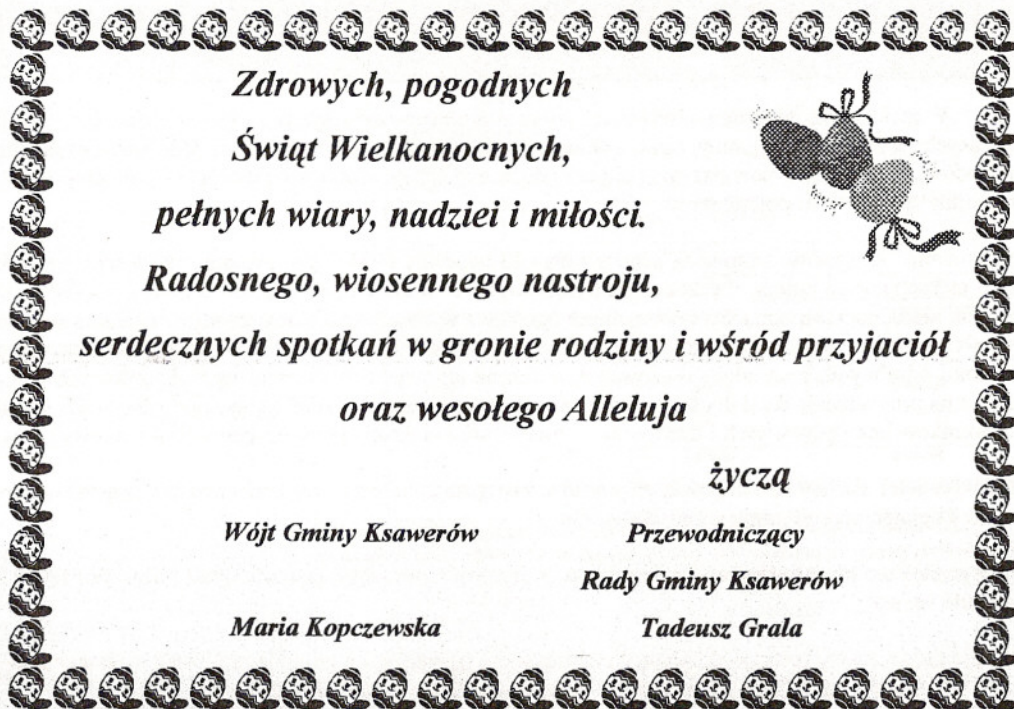 Zdrowych, pogodnych
Świąt Wielkanocnych,
pełnych wiary, nadziei i miłości.
Radosnego, wiosennego nastroju,
serdecznych spotkań w gronie rodziny i wśród przyjaciół
oraz wesołego Alleluja
życzą
Wójt Gminy Ksawerów
Maria Kopczewska
Przewodniczący
Rady Gminy Ksawerów
Tadeusz Grala